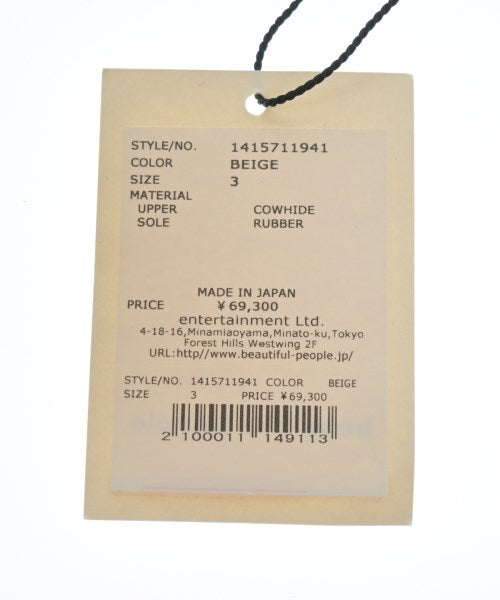 STYLE/NO. 1415711941
COLOR BEIGE
SIZE 3
MATERIAL
UPPER COWHIDE
SOLE RUBBER
MADE IN JAPAN
PRICE ¥69,300
entertainment Ltd.
4-18-16,Minamiaoyama,Minato-ku,Tokyo
Forest Hills Westwing 2F
URL:http//www.beautiful-people.jp/
STYLE/NO. 1415711941 COLOR BEIGE
SIZE 3 PRICE ¥69,300
2 100011 149113